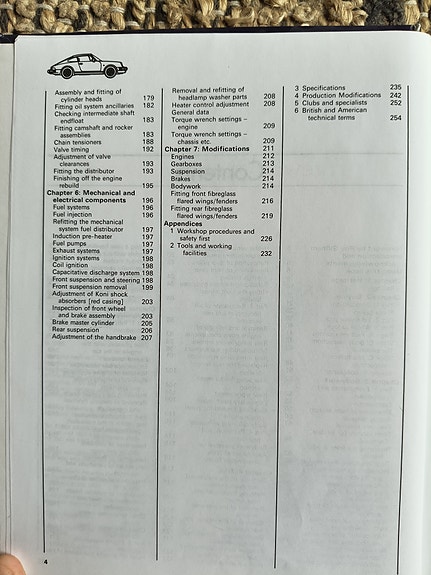 Assembly and fitting of
cylinder heads 179
Fitting oil system ancillaries 182
Checking intermediate shaft
endfloat 183
Fitting camshaft and rocker
assemblies 183
Chain tensioners 188
Valve timing 192
Adjustment of valve
clearances 193
Fitting the distributor 193
Finishing off the engine
rebuild 195
Chapter 6: Mechanical and
electrical components 196
Fuel systems 196
Fuel injection 196
Refitting the mechanical
system fuel distributor 197
Induction pre-heater 197
Fuel pumps 197
Exhaust systems 197
Ignition systems 198
Coil ignition 198
Capacitative discharge system 198
Front suspension and steering 198
Front suspension removal 199
Adjustment of Koni shock
absorbers [red casing] 203
Inspection of front wheel
and brake assembly 203
Brake master cylinder 205
Rear suspension 206
Adjustment of the handbrake 207
Removal and refitting of
headlamp washer parts 208
Heater control adjustment 208
General data
Torque wrench settings –
engine 209
Torque wrench settings –
chassis etc. 209
Chapter 7: Modifications 211
Engines 212
Gearboxes 213
Suspension 214
Brakes 214
Bodywork 214
Fitting front fibreglass
flared wings/fenders 216
Fitting rear fibreglass
flared wings/fenders 219
Appendices
1 Workshop procedures and
safety first 226
2 Tools and working
facilities 232
3 Specifications 235
4 Production Modifications 242
5 Clubs and specialists 252
6 British and American
technical terms 254
4